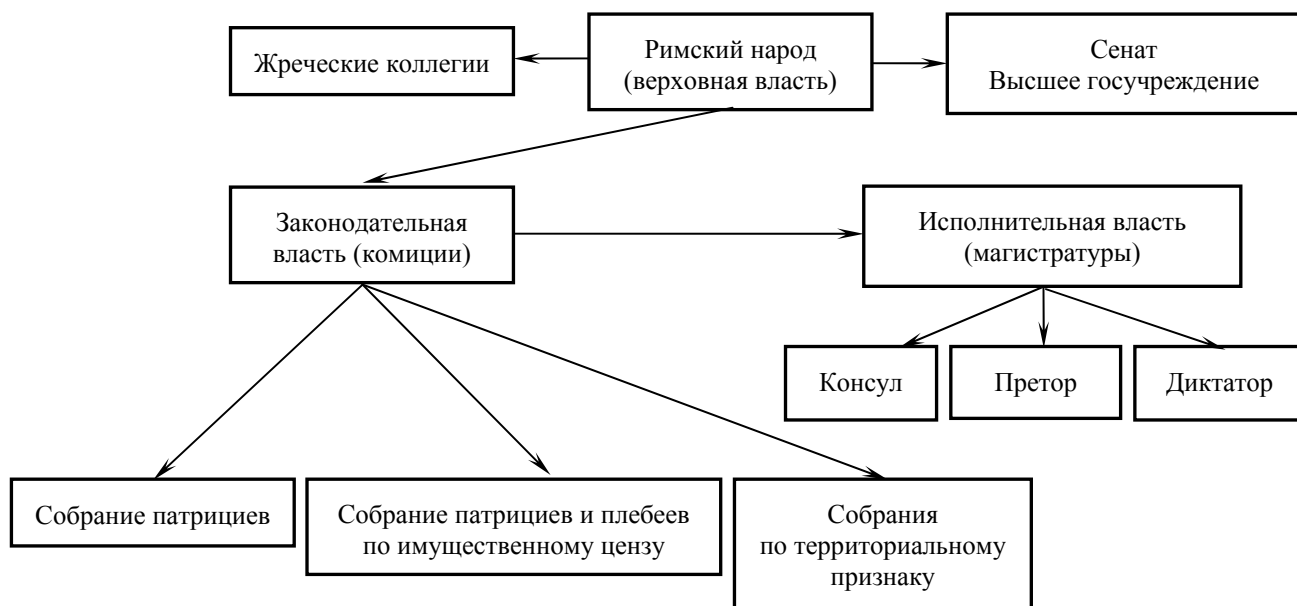 Жреческие коллегии
Римский народ
(верховная власть)
Сенат
Высшее госучреждение
Законодательная
власть (комиции)
Исполнительная власть
(магистратуры)
Консул
Претор
Диктатор
Собрание патрициев
Собрание патрициев и плебеев
по имущественному цензу
Собрания
по территориальному
признаку